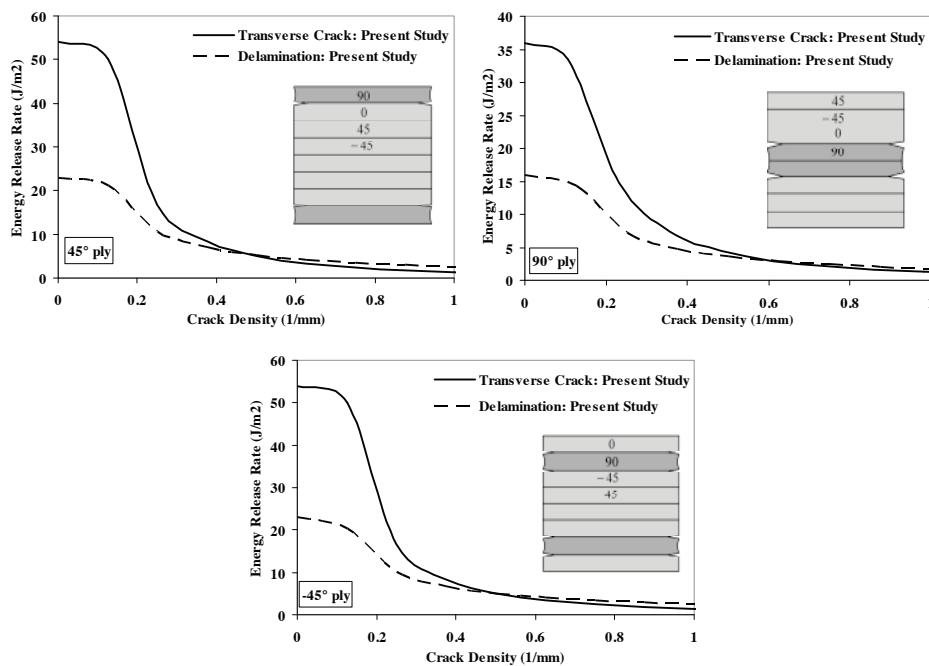 60
50
40
30
20
10
0
Energy Release Rate (J/m2)
Transverse Crack: Present Study
Delamination: Present Study
90
0
45
−45
45° ply
0 0.2 0.4 0.6 0.8 1
Crack Density (1/mm)
40
35
30
25
20
15
10
5
0
Energy Release Rate (J/m2)
Transverse Crack: Present Study
Delamination: Present Study
45
−45
0
90
90° ply
0 0.2 0.4 0.6 0.8 1
Crack Density (1/mm)
60
50
40
30
20
10
0
Energy Release Rate (J/m2)
Transverse Crack: Present Study
Delamination: Present Study
0
90
−45
45
-45° ply
0 0.2 0.4 0.6 0.8 1
Crack Density (1/mm)